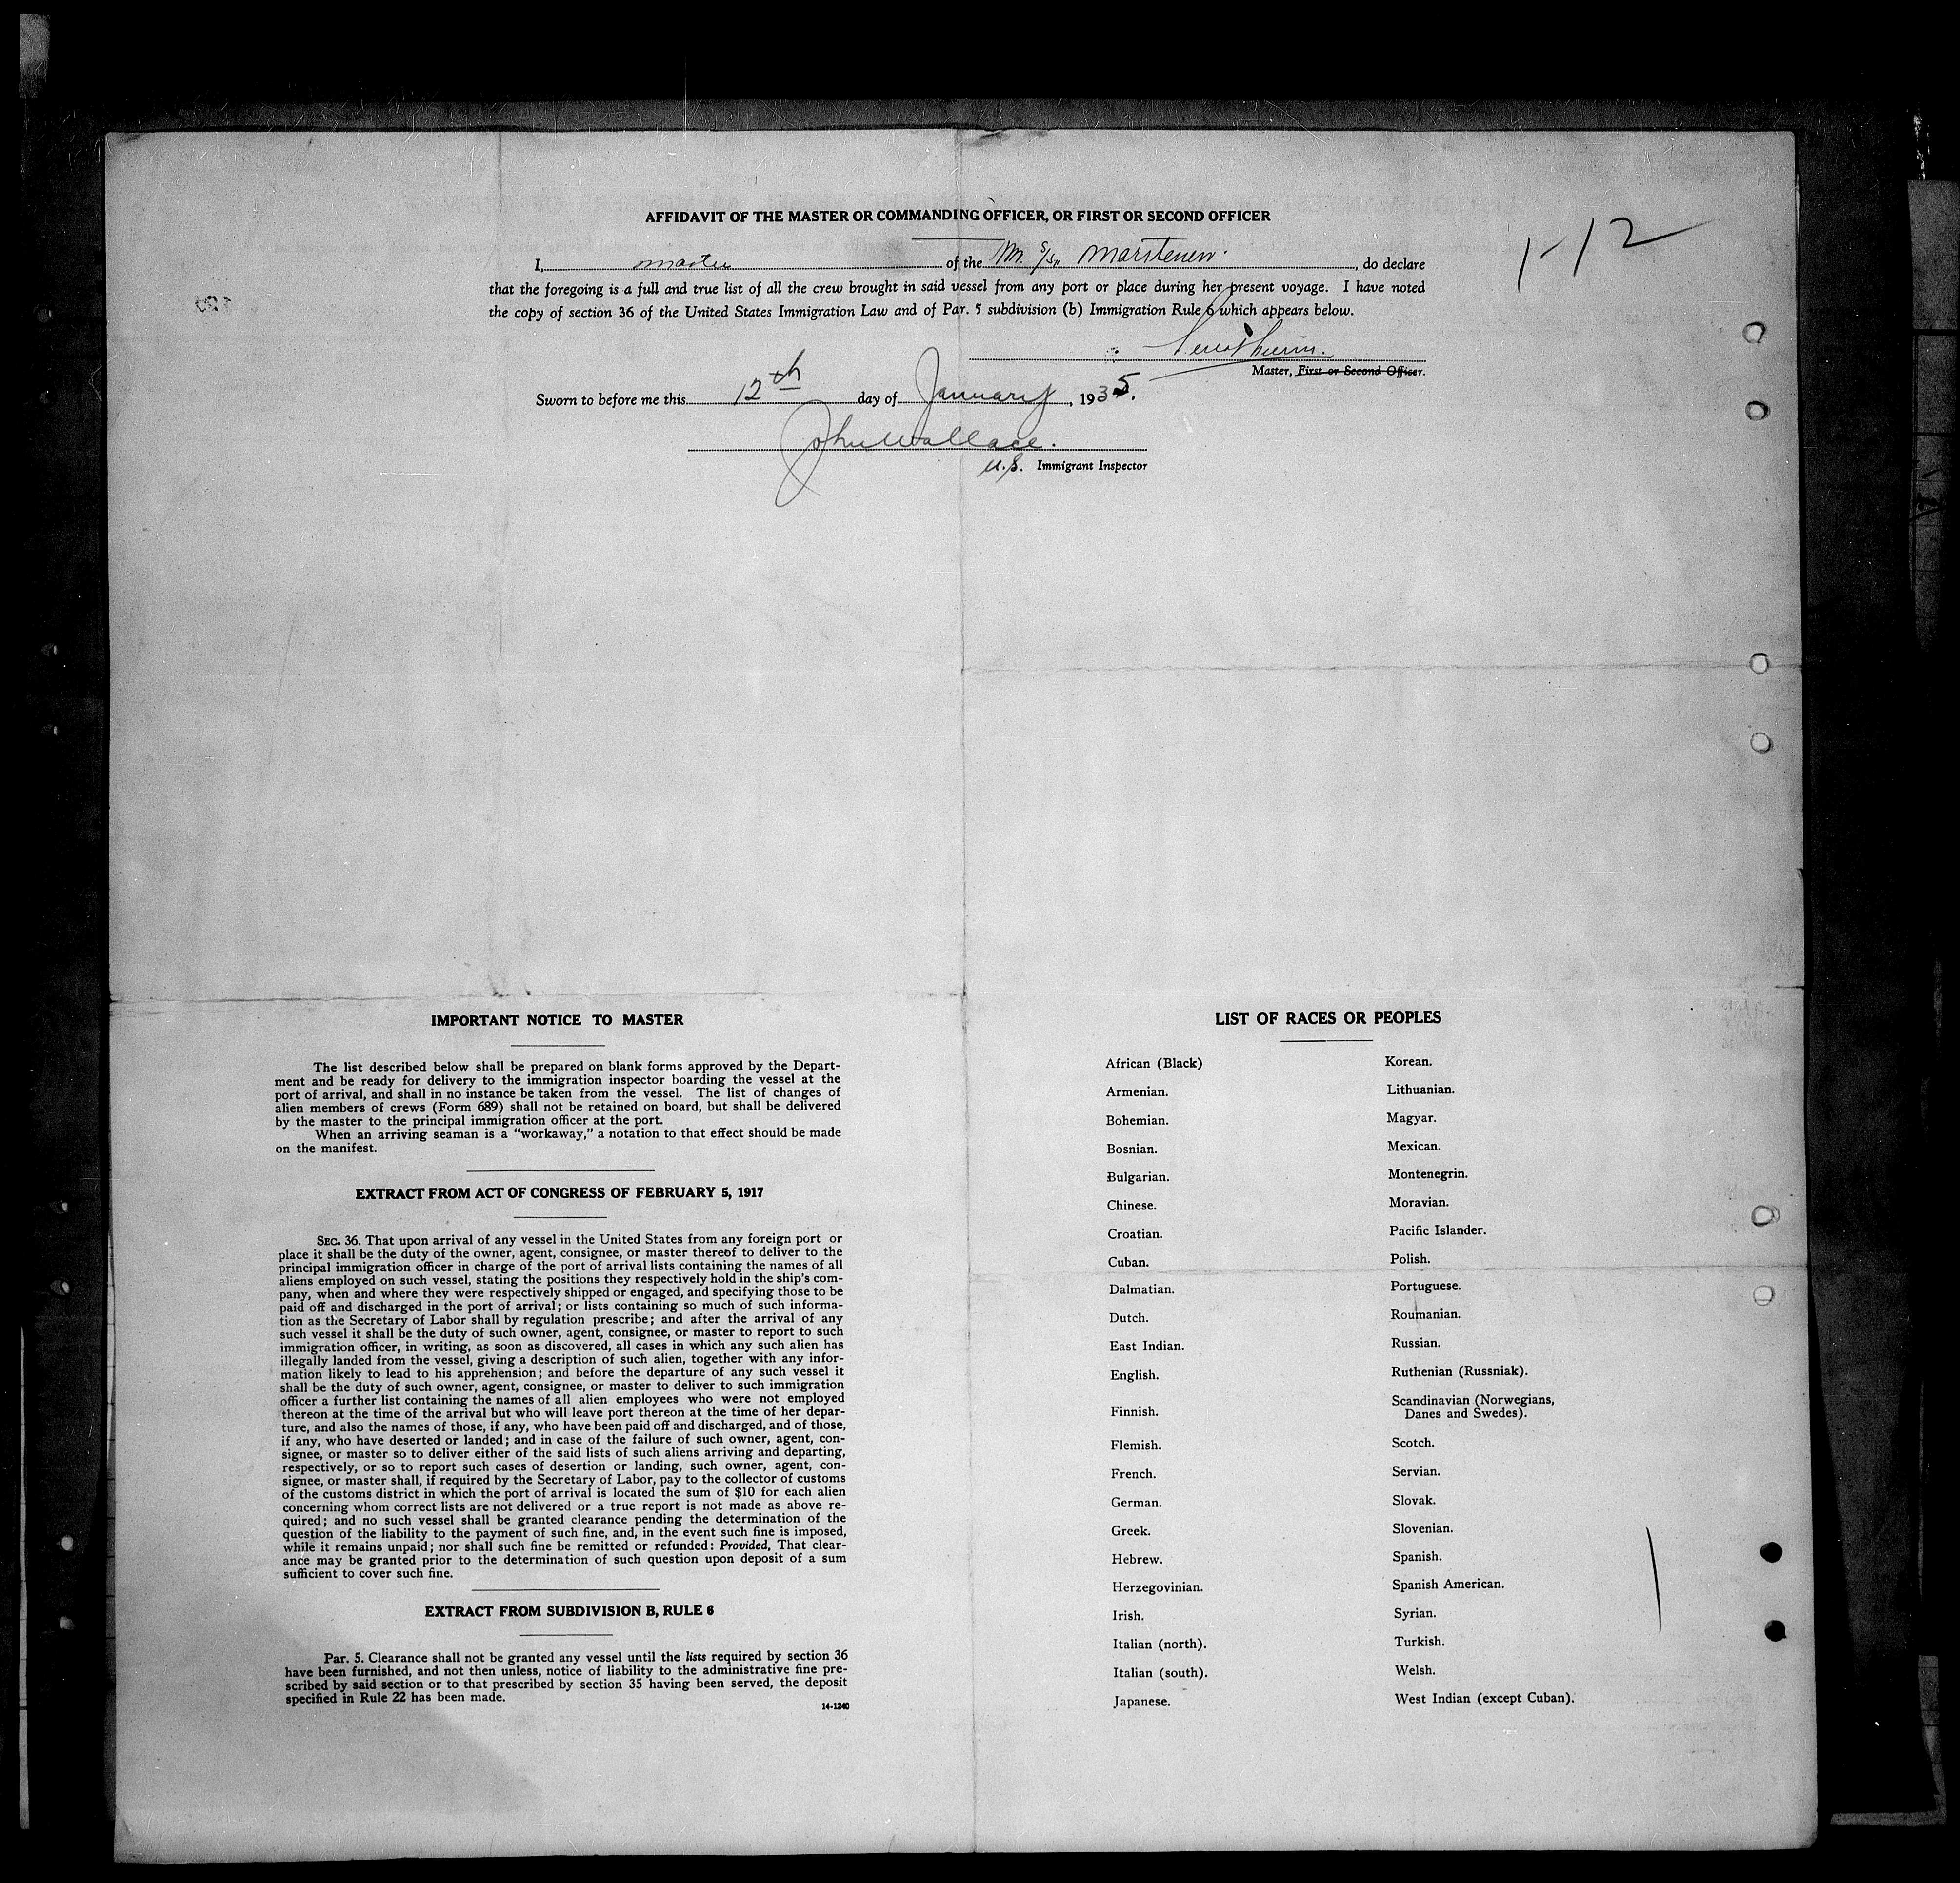 AFFIDAVIT OF THE MASTER OR COMMANDING OFFICER, OR FIRST OR SECOND OFFICER
1-12
I, master of the Nn. S/S, , do declare
that the foregoing is a full and true list of all the crew brought in said vessel from any port or place during her present voyage. I have noted
the copy of section 36 of the United States Immigration Law and of Par. 5 subdivision (b) Immigration Rule 6 which appears below.
Master, First or Second Officer.
Sworn to before me this 12th day of January, 1935.
John Wallace.
U.S. Immigrant Inspector
IMPORTANT NOTICE TO MASTER
The list described below shall be prepared on blank forms approved by the Depart-
ment and be ready for delivery to the immigration inspector boarding the vessel at the
port of arrival, and shall in no instance be taken from the vessel. The list of changes of
alien members of crews (Form 689) shall not be retained on board, but shall be delivered
by the master to the principal immigration officer at the port.
When an arriving seaman is a “workaway,” a notation to that effect should be made
on the manifest.
EXTRACT FROM ACT OF CONGRESS OF FEBRUARY 5, 1917
SEC. 36. That upon arrival of any vessel in the United States from any foreign port or
place it shall be the duty of the owner, agent, consignee, or master thereof to deliver to the
principal immigration officer in charge of the port of arrival lists containing the names of all
aliens employed on such vessel, stating the positions they respectively hold in the ship's com-
pany, when and where they were respectively shipped or engaged, and specifying those to be
paid off and discharged in the port of arrival; or lists containing so much of such informa-
tion as the Secretary of Labor shall by regulation prescribe; and after the arrival of any
such vessel it shall be the duty of such owner, agent, consignee, or master to report to such
immigration officer, in writing, as soon as discovered, all cases in which any such alien has
illegally landed from the vessel, giving a description of such alien, together with any infor-
mation likely to lead to his apprehension; and before the departure of any such vessel it
shall be the duty of such owner, agent, consignee, or master to deliver to such immigration
officer a further list containing the names of all alien employees who were not employed
thereon at the time of the arrival but who will leave port thereon at the time of her depar-
ture, and also the names of those, if any, who have been paid off and discharged, and of those,
if any, who have deserted or landed; and in case of the failure of such owner, agent, con-
signee, or master so to deliver either of the said lists of such aliens arriving and departing,
respectively, or so to report such cases of desertion or landing, such owner, agent, con-
signee, or master shall, if required by the Secretary of Labor, pay to the collector of customs
of the customs district in which the port of arrival is located the sum of $10 for each alien
concerning whom correct lists are not delivered or a true report is not made as above re-
quired; and no such vessel shall be granted clearance pending the determination of the
question of the liability to the payment of such fine, and, in the event such fine is imposed,
while it remains unpaid; nor shall such fine be remitted or refunded: Provided, That clear-
ance may be granted prior to the determination of such question upon deposit of a sum
sufficient to cover such fine.
EXTRACT FROM SUBDIVISION B, RULE 6
Par. 5. Clearance shall not be granted any vessel until the lists required by section 36
have been furnished, and not then unless, notice of liability to the administrative fine pre-
scribed by said section or to that prescribed by section 35 having been served, the deposit
specified in Rule 22 has been made.
14-1240
LIST OF RACES OR PEOPLES
African (Black)
Armenian.
Bohemian.
Bosnian.
Bulgarian.
Chinese.
Croatian.
Cuban.
Dalmatian.
Dutch.
East Indian.
English.
Finnish.
Flemish.
French.
German.
Greek.
Hebrew.
Herzegovinian.
Irish.
Italian (north).
Italian (south).
Japanese.
Korean.
Lithuanian.
Magyar.
Mexican.
Montenegrin.
Moravian.
Pacific Islander.
Polish.
Portuguese.
Roumanian.
Russian.
Ruthenian (Russniak).
Scandinavian (Norwegians,
Danes and Swedes).
Scotch.
Servian.
Slovak.
Slovenian.
Spanish.
Spanish American.
Syrian.
Turkish.
Welsh.
West Indian (except Cuban).